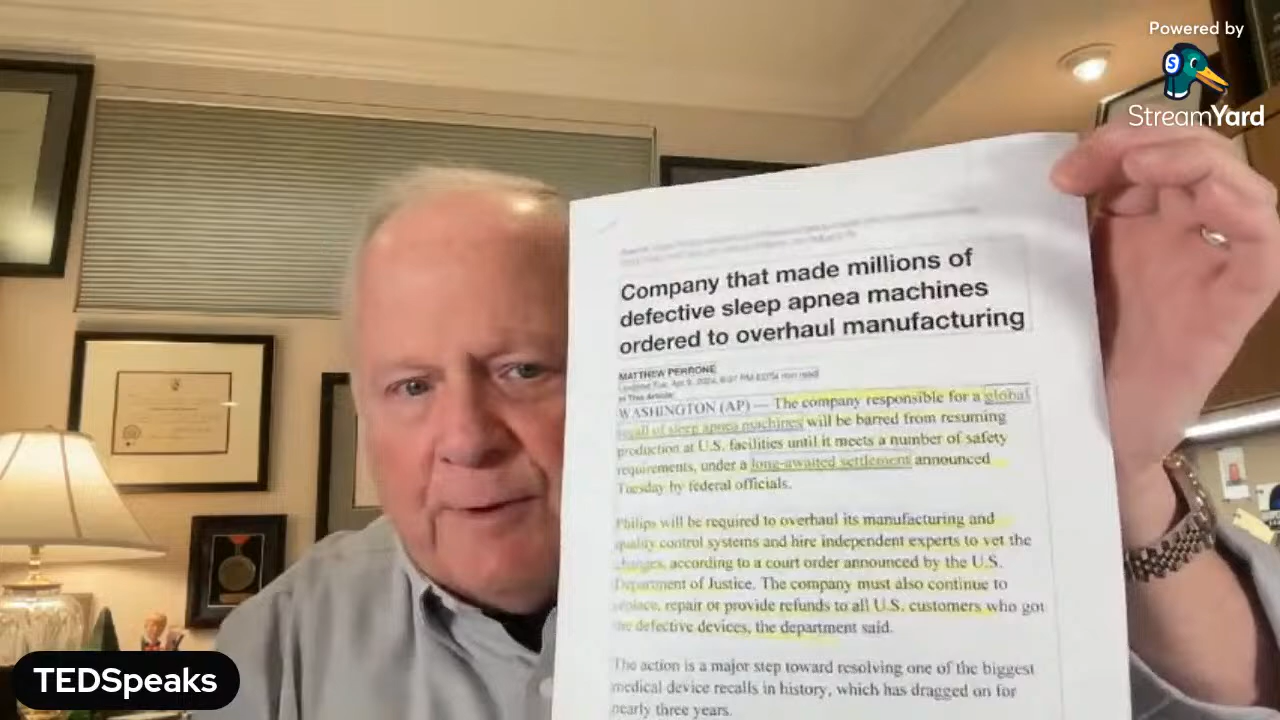 Powered by
StreamYard
Company that made millions of
defective sleep apnea machines
ordered to overhaul manufacturing
MATTHEW PERRONE
In This Article:
WASHINGTON (AP) — The company responsible for a global
recall of sleep apnea machines will be barred from resuming
production at U.S. facilities until it meets a number of safety
requirements, under a long-awaited settlement announced
Tuesday by federal officials.
Philips will be required to overhaul its manufacturing and
quality control systems and hire independent experts to vet the
changes, according to a court order announced by the U.S.
Department of Justice. The company must also continue to
replace, repair or provide refunds to all U.S. customers who got
the defective devices, the department said.
The action is a major step toward resolving one of the biggest
medical device recalls in history, which has dragged on for
nearly three years.
TEDSpeaks